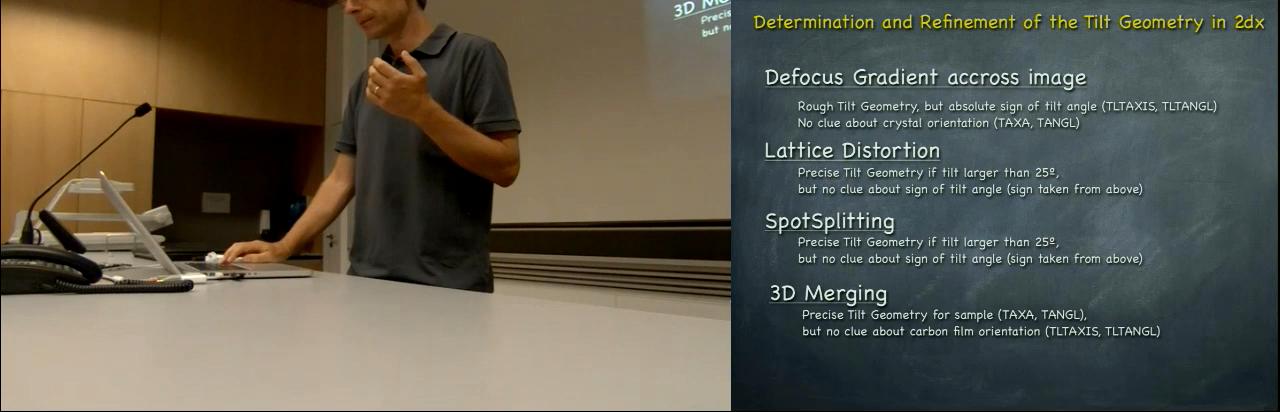 3D Me
Precis
but n
Determination and Refinement of the Tilt Geometry in 2dx
Defocus Gradient accross image
Rough Tilt Geometry, but absolute sign of tilt angle (TLTAXIS, TLTANGL)
No clue about crystal orientation (TAXA, TANGL)
Lattice Distortion
Precise Tilt Geometry if tilt larger than 25º,
but no clue about sign of tilt angle (sign taken from above)
SpotSplitting
Precise Tilt Geometry if tilt larger than 25º,
but no clue about sign of tilt angle (sign taken from above)
3D Merging
Precise Tilt Geometry for sample (TAXA, TANGL),
but no clue about carbon film orientation (TLTAXIS, TLTANGL)